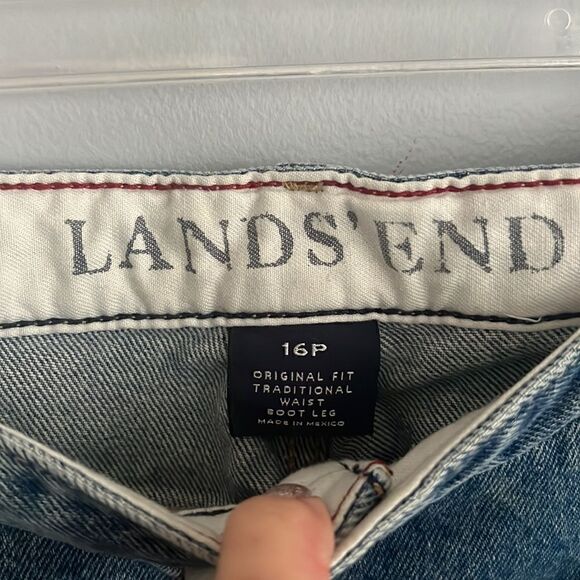 LANDS' END
16P
ORIGINAL FIT
TRADITIONAL
WAIST
BOOT LEG
MADE IN MEXICO